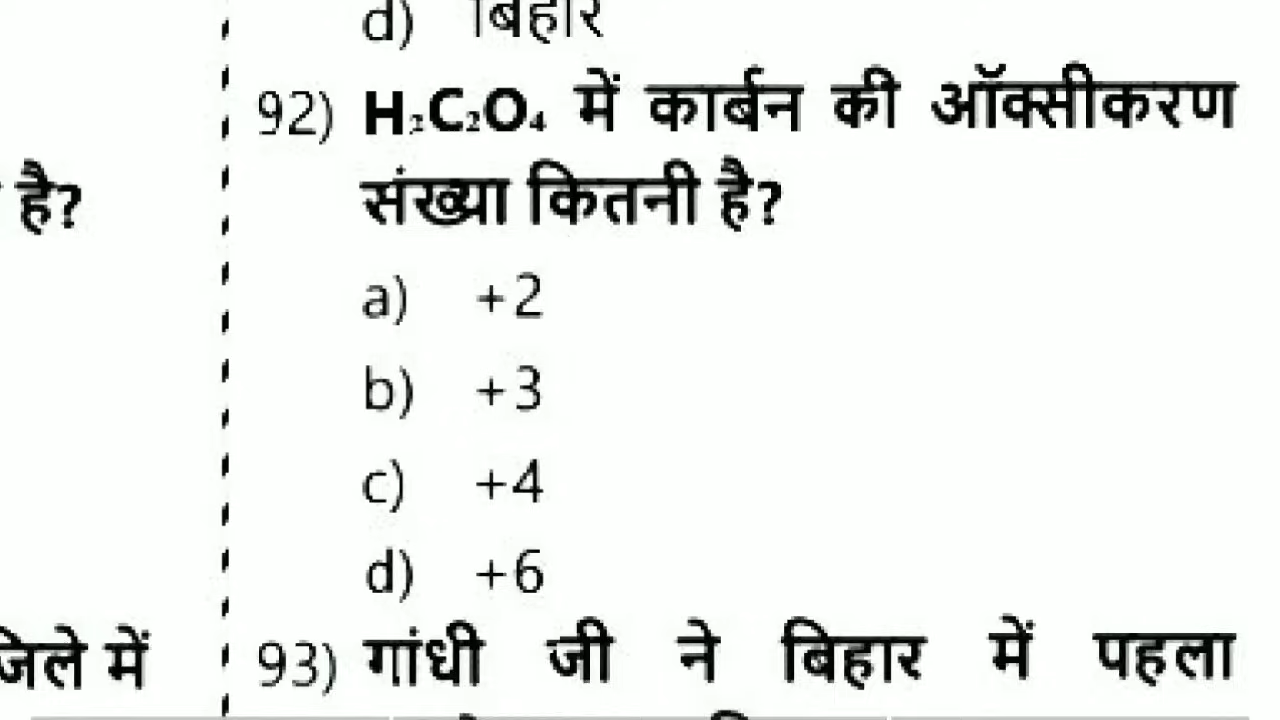 d) बिहार
92) H₂C₂O₄ में कार्बन की ऑक्सीकरण
है?
संख्या कितनी है?
a) +2
b) +3
c) +4
d) +6
जिले में
93) गांधी जी ने बिहार में पहला